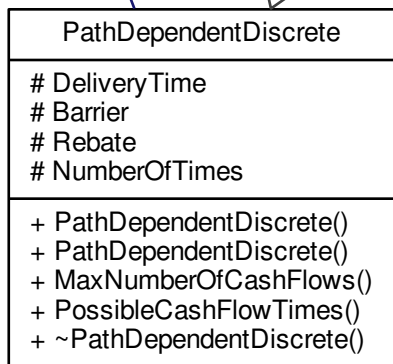 PathDependentDiscrete
# DeliveryTime
# Barrier
# Rebate
# NumberOfTimes
+ PathDependentDiscrete()
+ PathDependentDiscrete()
+ MaxNumberOfCashFlows()
+ PossibleCashFlowTimes()
+ ~PathDependentDiscrete()